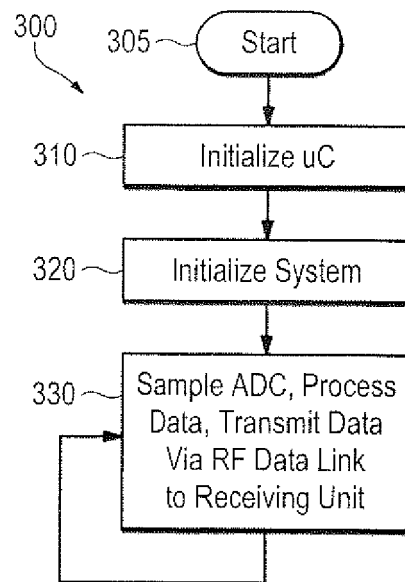 300
305
Start
310
Initialize uC
320
Initialize System
330
Sample ADC, Process
Data, Transmit Data
Via RF Data Link
to Receiving Unit